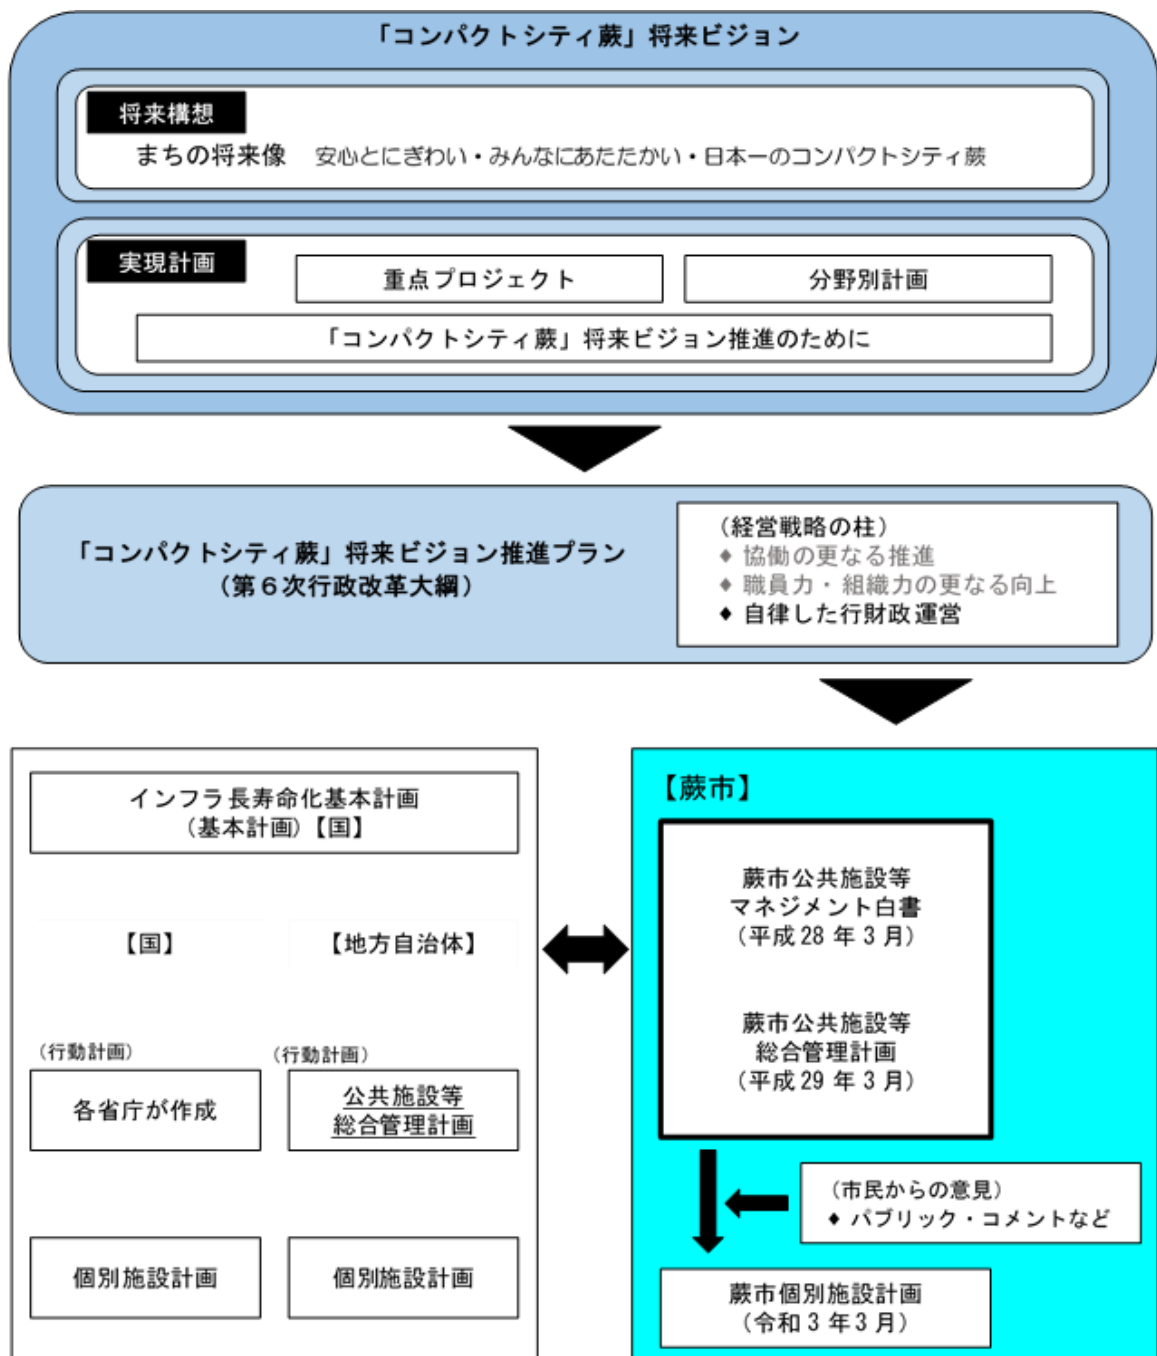 「コンパクトシティ蕨」将来ビジョン
将来構想
まちの将来像　安心とにぎわい・みんなにあたたかい・日本一のコンパクトシティ蕨
実現計画
重点プロジェクト
分野別計画
「コンパクトシティ蕨」将来ビジョン推進のために
「コンパクトシティ蕨」将来ビジョン推進プラン
（第６次行政改革大綱）
（経営戦略の柱）
◆ 協働の更なる推進
◆ 職員力・組織力の更なる向上
◆ 自律した行財政運営
インフラ長寿命化基本計画
（基本計画）【国】
【国】
【地方自治体】
（行動計画）
（行動計画）
各省庁が作成
公共施設等
総合管理計画
個別施設計画
個別施設計画
【蕨市】
蕨市公共施設等
マネジメント白書
（平成 28 年 3 月）
蕨市公共施設等
総合管理計画
（平成 29 年 3 月）
（市民からの意見）
◆ パブリック・コメントなど
蕨市個別施設計画
（令和 3 年 3 月）